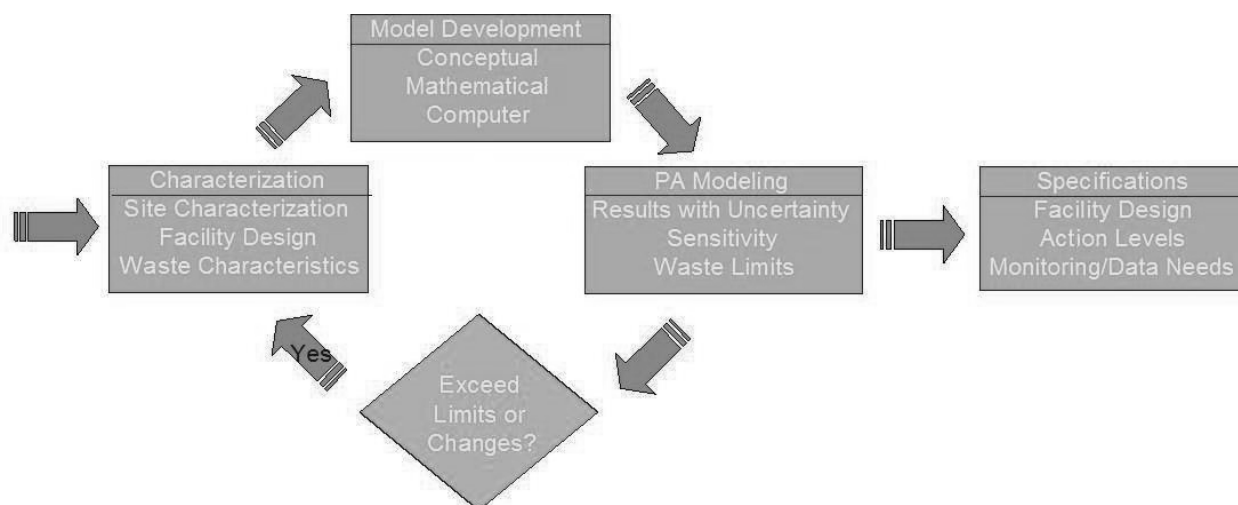 Model Development
Conceptual
Mathematical
Computer
Characterization
Site Characterization
Facility Design
Waste Characteristics
PA Modeling
Results with Uncertainty
Sensitivity
Waste Limits
Specifications
Facility Design
Action Levels
Monitoring/Data Needs
Yes
Exceed
Limits or
Changes?